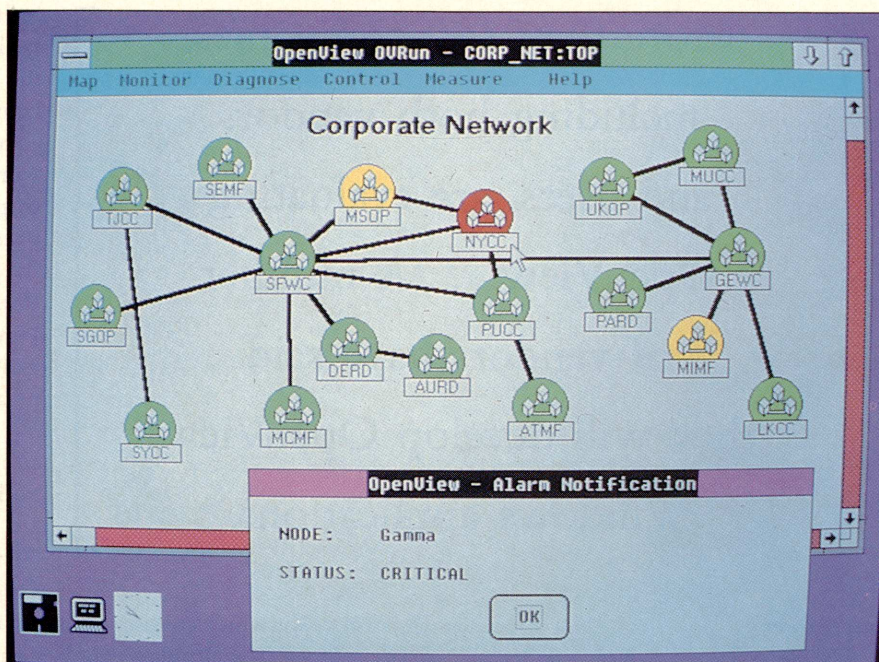 OpenView OVRun - CORP_NET:TOP
Map Monitor Diagnose Control Measure Help
Corporate Network
SEMF
MUCC
TJCC
MSOP
UKOP
NYCC
SFWC
GEWC
SGOP
PUCC
PARD
DERD
MIMF
AURD
SYCC
MCMF
ATMF
LKCC
OpenView - Alarm Notification
NODE: Gamma
STATUS: CRITICAL
OK